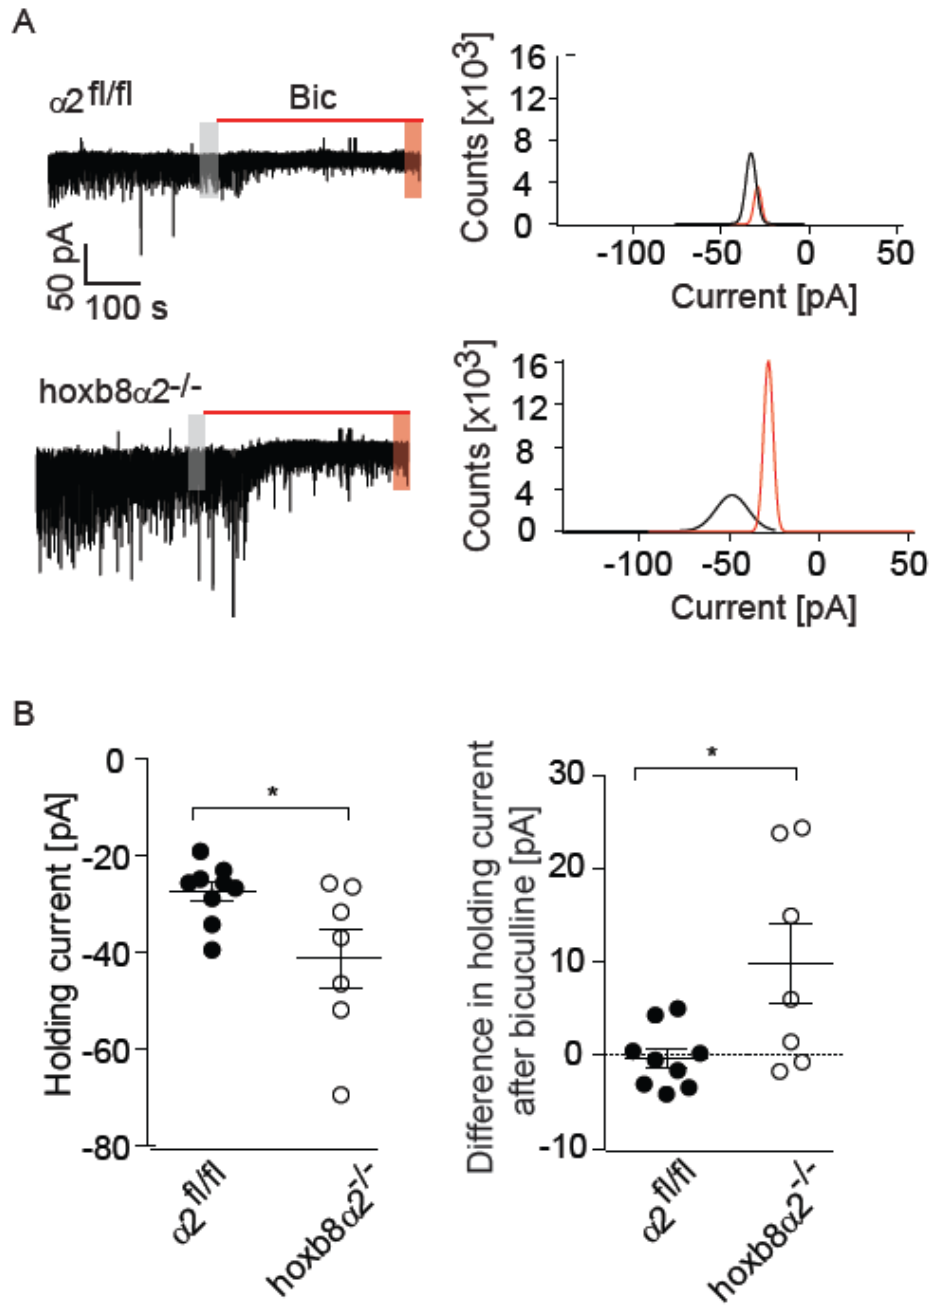 A
α2 fl/fl
Bic
50 pA
100 s
Counts [x10³]
16
12
8
4
0
-100 -50 0 50
Current [pA]
hoxb8α2-/-
Counts [x10³]
16
12
8
4
0
-100 -50 0 50
Current [pA]
B
Holding current [pA]
0
-20
-40
-60
-80
*
α2 fl/fl
hoxb8α2-/-
Difference in holding current
after bicuculline [pA]
30
20
10
0
-10
*
α2 fl/fl
hoxb8α2-/-